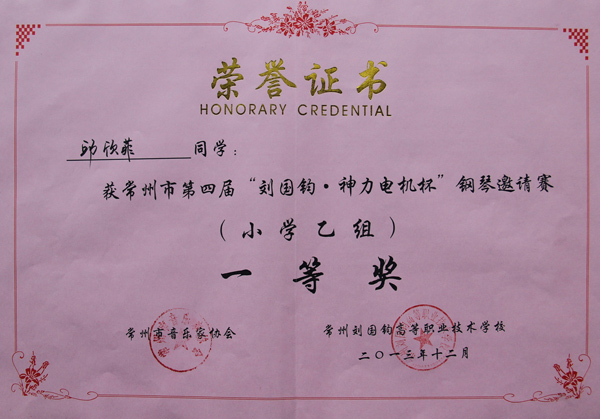 荣誉证书
HONORARY CREDENTIAL
欣菲 同学：
获常州市第四届“刘国钧·神力电机杯”钢琴邀请赛
（小学乙组）
一等奖
常州市音乐家协会
常州刘国钧高等职业技术学校
二〇一三年十二月